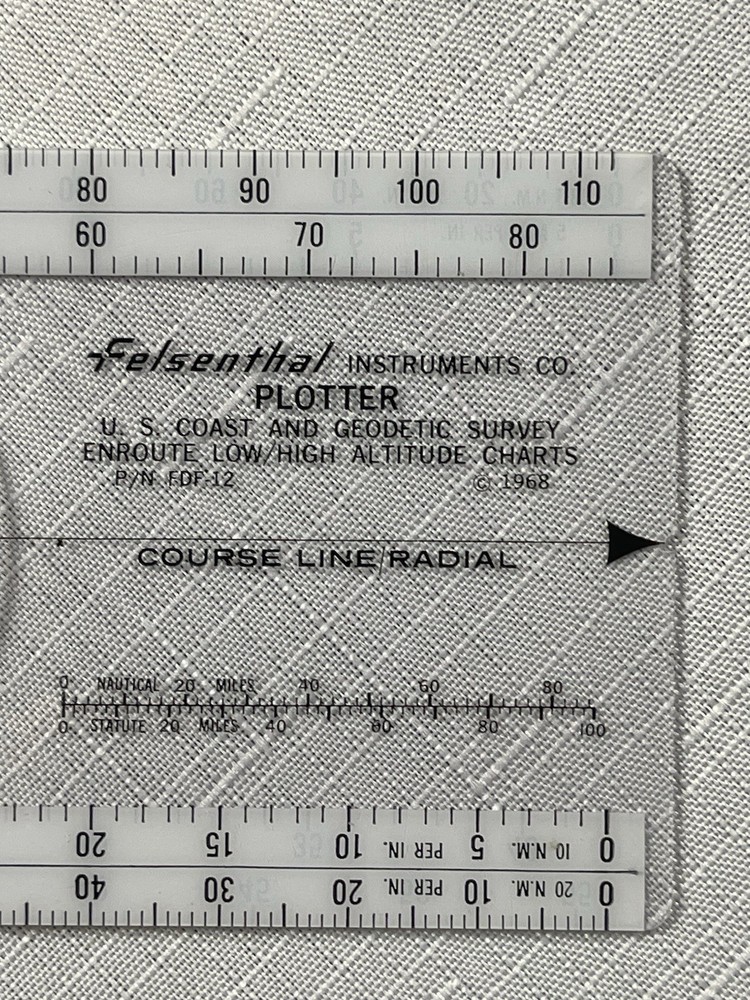 80 90 100 110
60 70 80
Felsenthal INSTRUMENTS CO.
PLOTTER
U. S. COAST AND GEODETIC SURVEY
ENROUTE LOW/HIGH ALTITUDE CHARTS
P/N FDF-12 © 1968
COURSE LINE/RADIAL
0 NAUTICAL 20 MILES 40 60 80
0 STATUTE 20 MILES 40 60 80 100
20 15 10 PER IN. 5 10 N.M. 0
40 30 20 PER IN. 10 20 N.M. 0